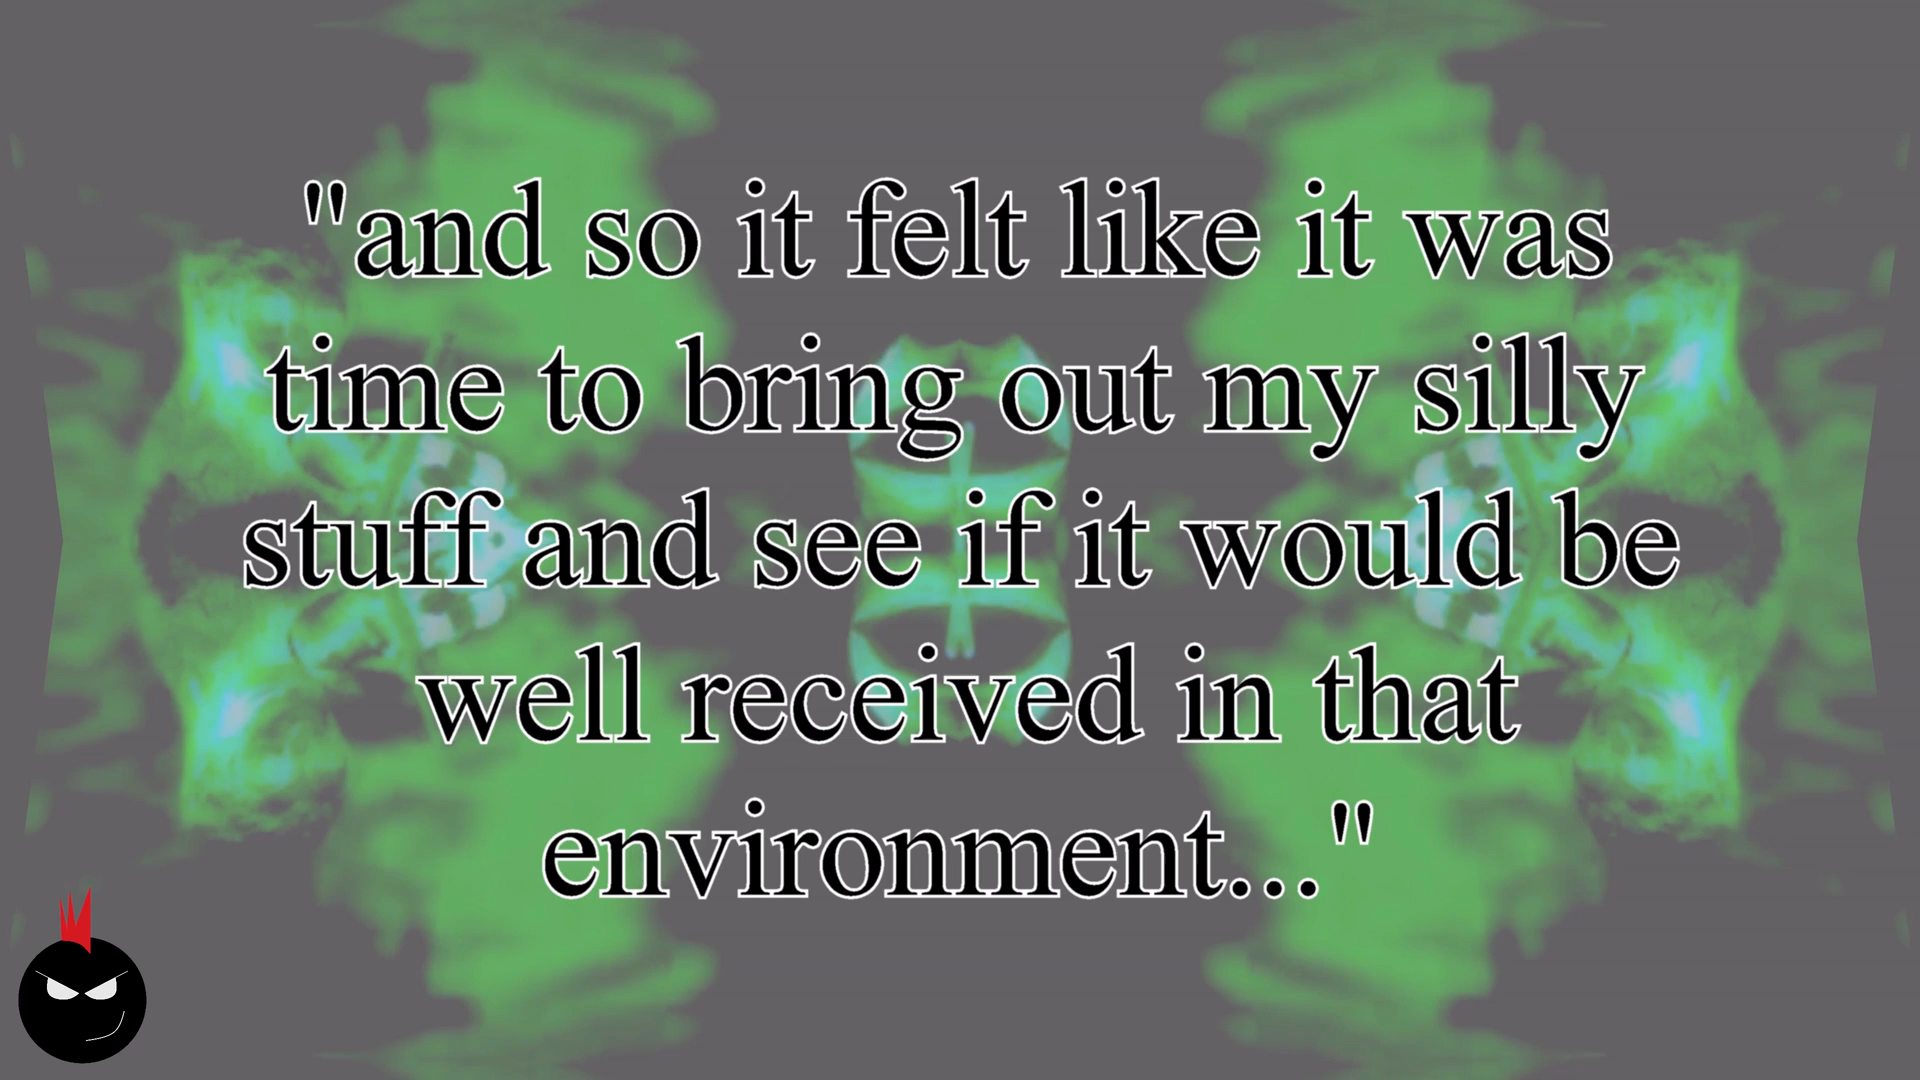 "and so it felt like it was
time to bring out my silly
stuff and see if it would be
well received in that
environment..."